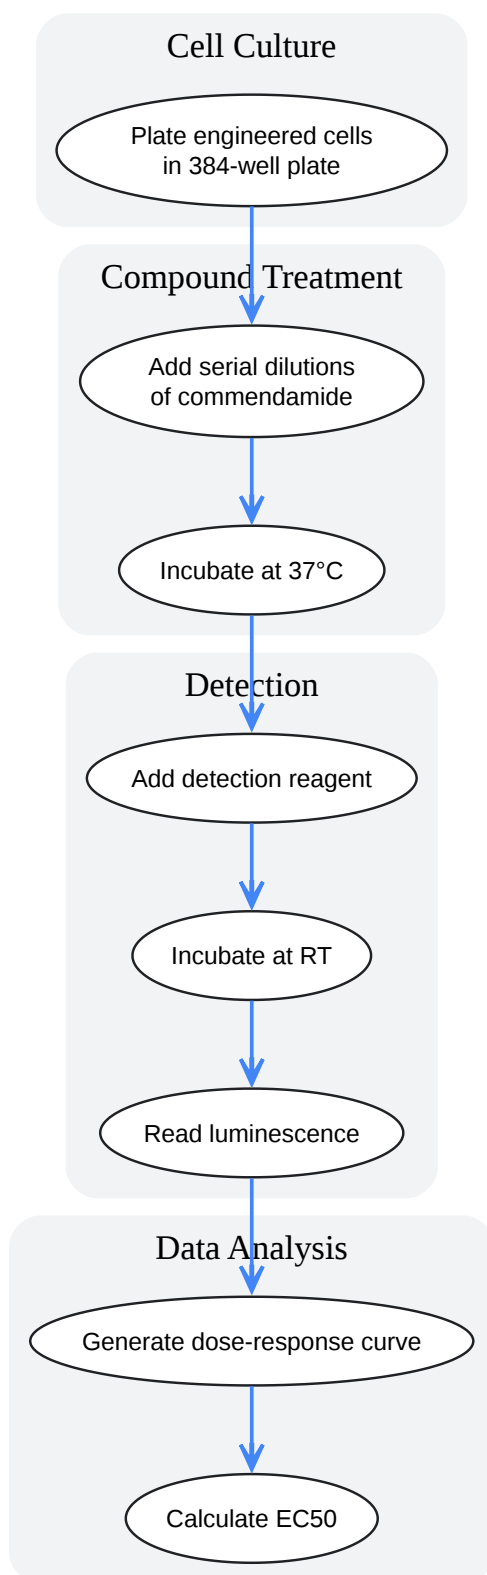 Cell Culture
Plate engineered cells
in 384-well plate
Compound Treatment
Add serial dilutions
of commendamide
Incubate at 37°C
Detection
Add detection reagent
Incubate at RT
Read luminescence
Data Analysis
Generate dose-response curve
Calculate EC50